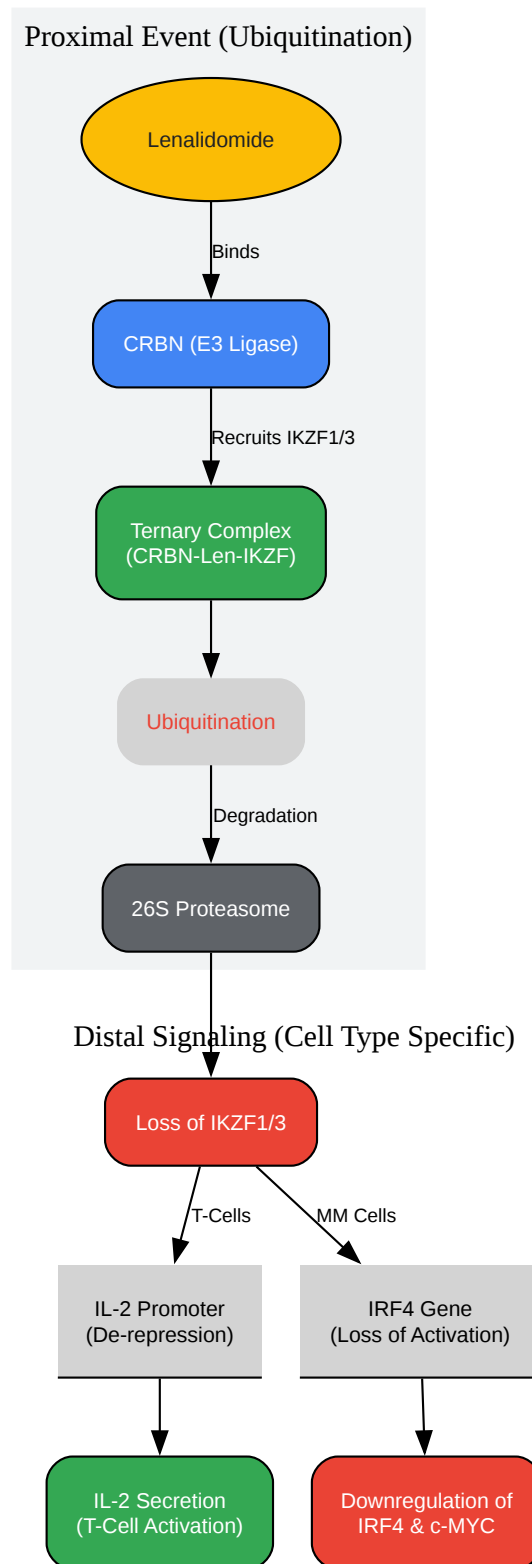 Proximal Event (Ubiquitination)
Lenalidomide
Binds
CRBN (E3 Ligase)
Recruits IKZF1/3
Ternary Complex
(CRBN-Len-IKZF)
Ubiquitination
Degradation
26S Proteasome
Distal Signaling (Cell Type Specific)
Loss of IKZF1/3
T-Cells
MM Cells
IL-2 Promoter
(De-repression)
IRF4 Gene
(Loss of Activation)
IL-2 Secretion
(T-Cell Activation)
Downregulation of
IRF4 & c-MYC